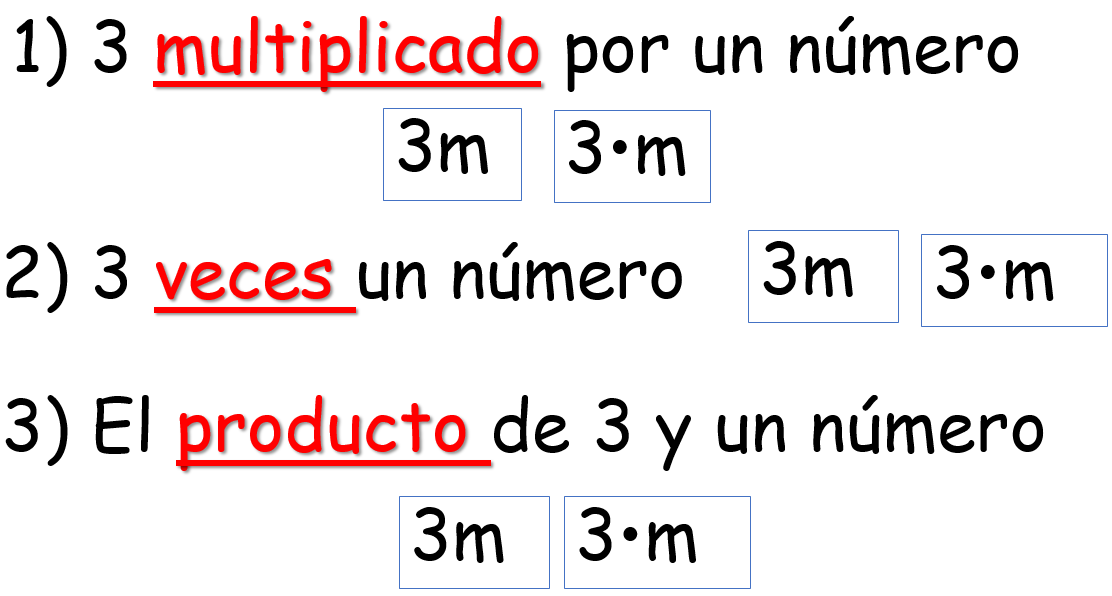 1) 3 multiplicado por un número
3m 3•m
2) 3 veces un número 3m 3•m
3) El producto de 3 y un número
3m 3•m